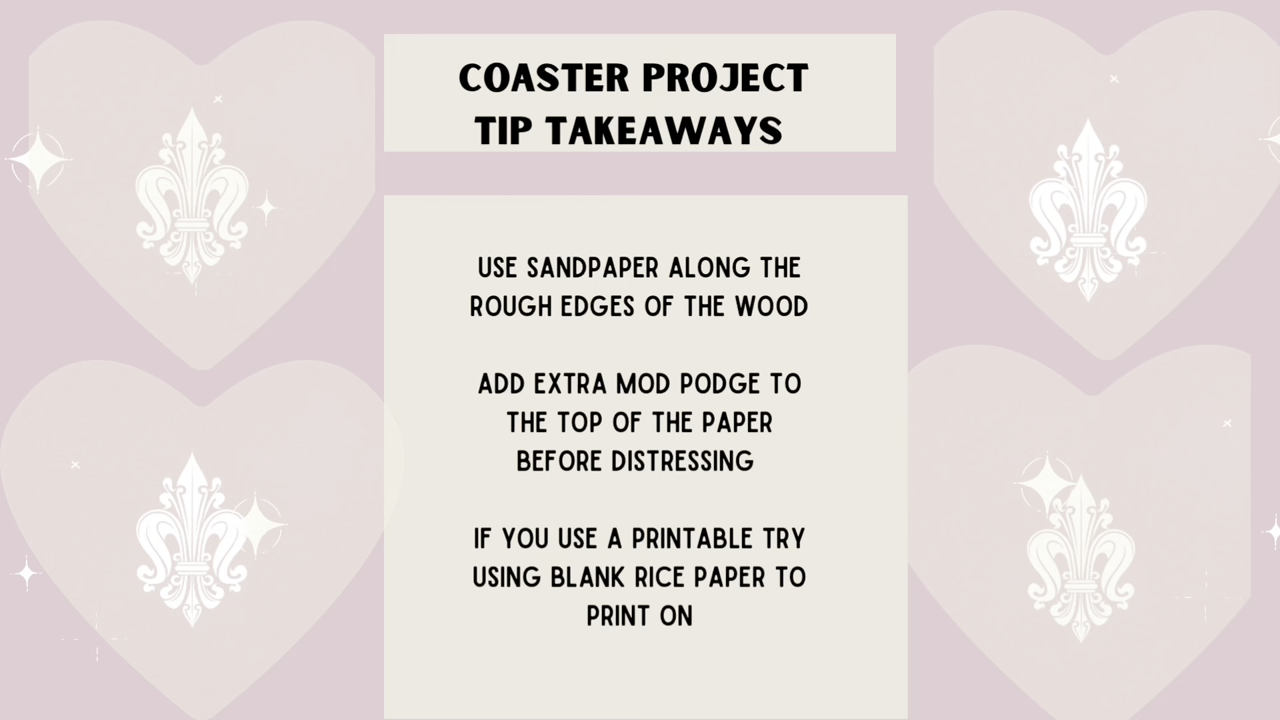 COASTER PROJECT
TIP TAKEAWAYS
USE SANDPAPER ALONG THE
ROUGH EDGES OF THE WOOD
ADD EXTRA MOD PODGE TO
THE TOP OF THE PAPER
BEFORE DISTRESSING
IF YOU USE A PRINTABLE TRY
USING BLANK RICE PAPER TO
PRINT ON